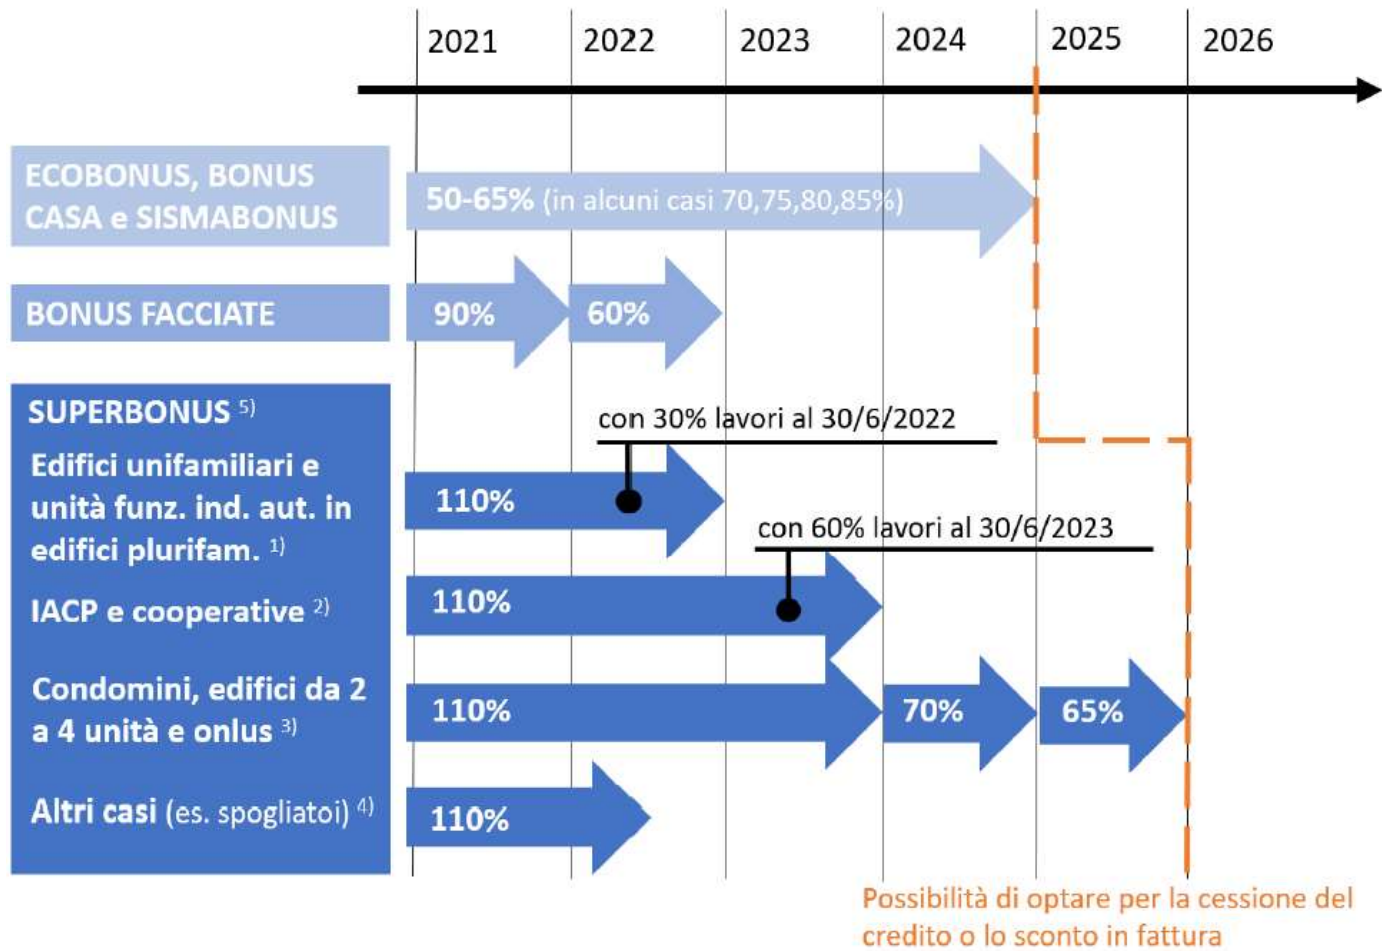 2021 2022 2023 2024 2025 2026
ECOBONUS, BONUS
CASA e SISMABONUS
50-65% (in alcuni casi 70,75,80,85%)
BONUS FACCIATE
90%
60%
SUPERBONUS 5)
con 30% lavori al 30/6/2022
Edifici unifamiliari e
unità funz. ind. aut. in
edifici plurifam. 1)
110%
con 60% lavori al 30/6/2023
IACP e cooperative 2)
110%
Condomini, edifici da 2
a 4 unità e onlus 3)
110%
70%
65%
Altri casi (es. spogliatoi) 4)
110%
Possibilità di optare per la cessione del
credito o lo sconto in fattura